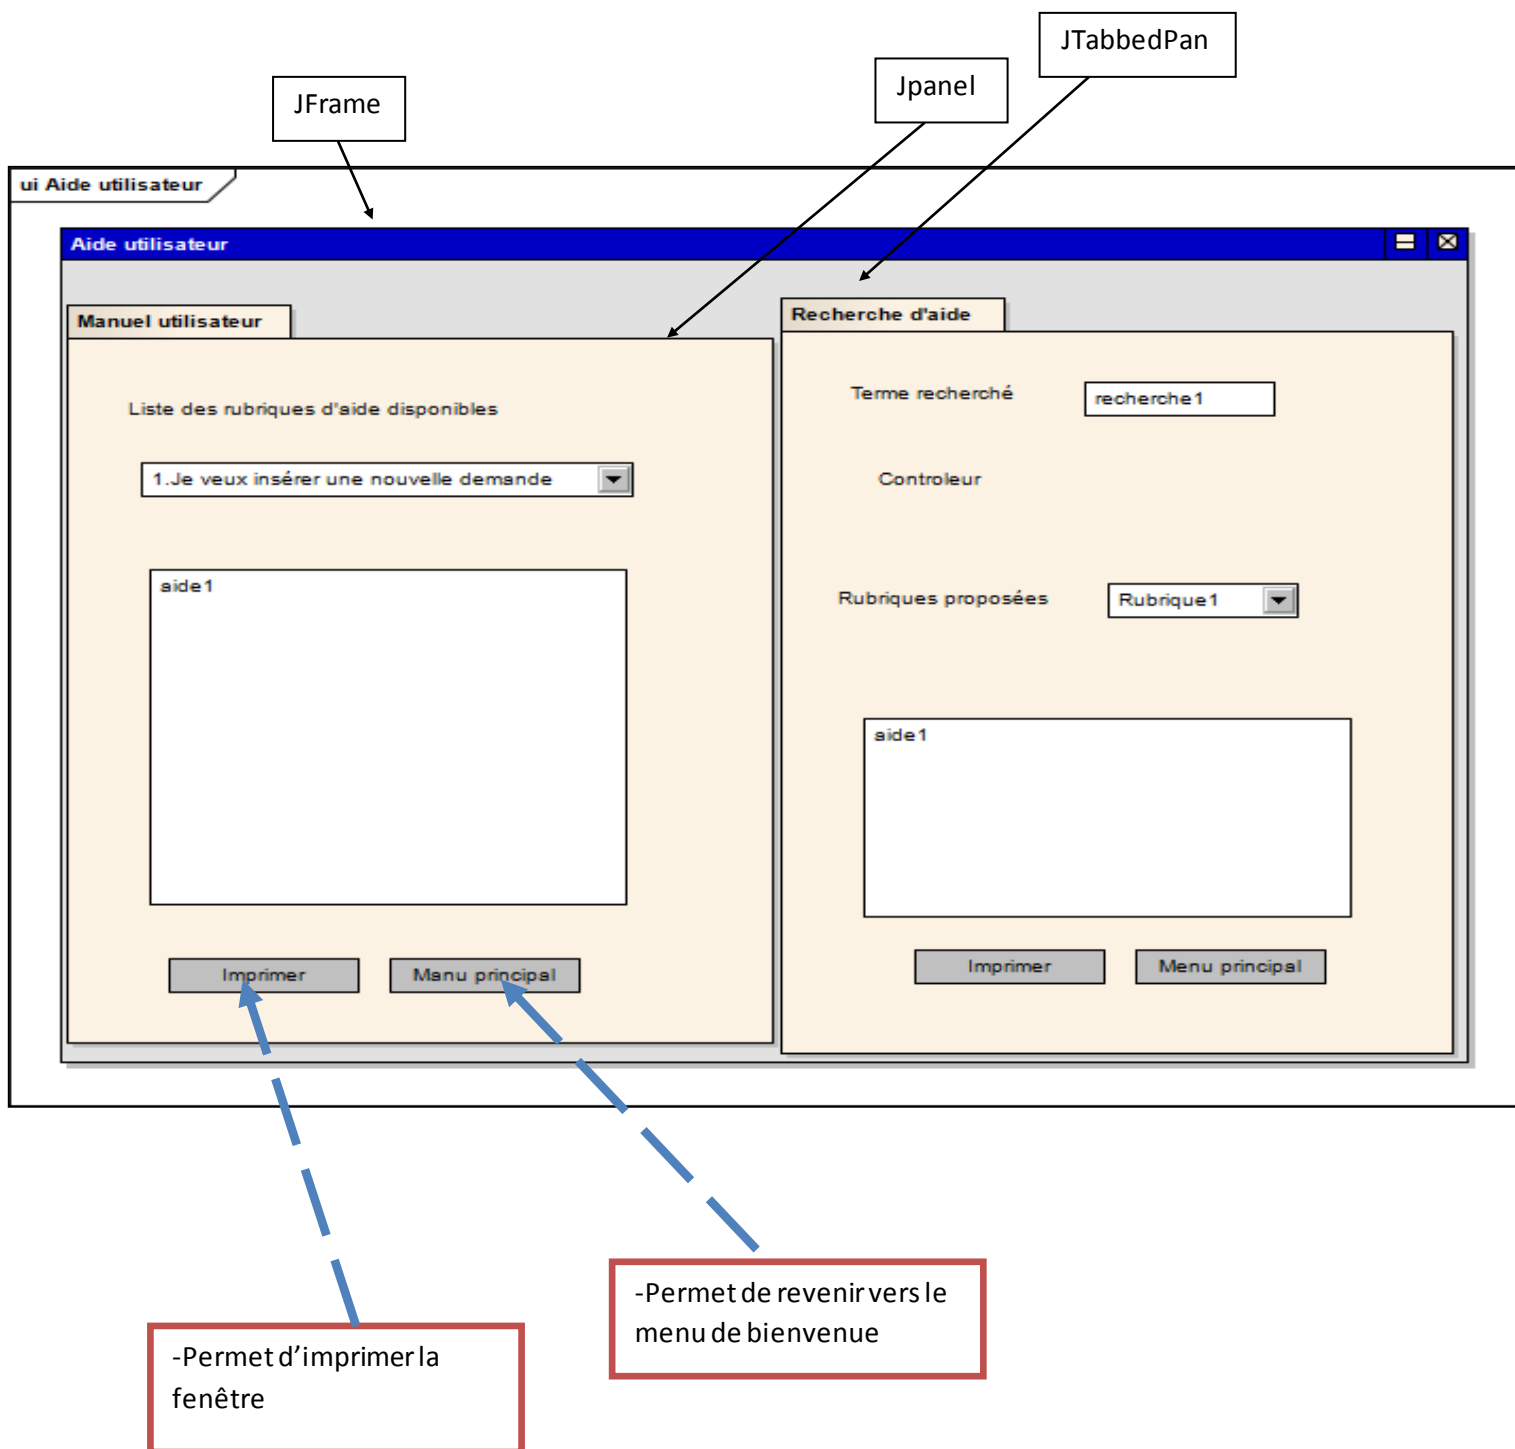 JTabbedPan
Jpanel
JFrame
ui Aide utilisateur
Aide utilisateur
Manuel utilisateur
Liste des rubriques d'aide disponibles
1.Je veux insérer une nouvelle demande
aide1
Imprimer
Manu principal
Recherche d'aide
Terme recherché
recherche1
Controleur
Rubriques proposées
Rubrique1
aide1
Imprimer
Menu principal
-Permet de revenir vers le
menu de bienvenue
-Permet d’imprimer la
fenêtre